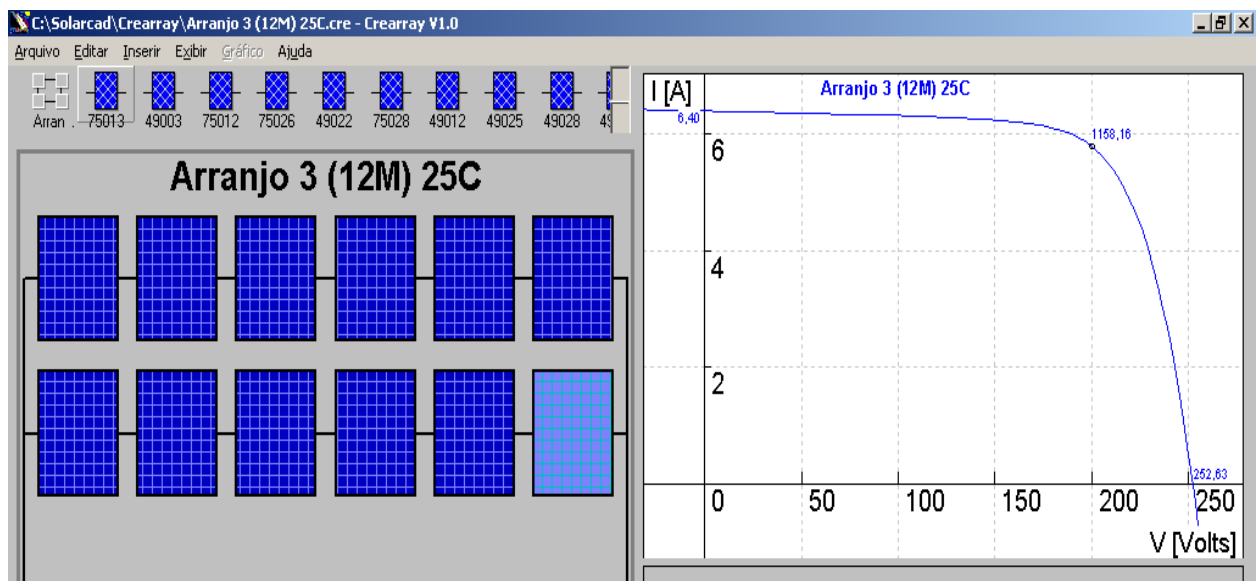 C:\Solarcad\Crearray\Arranjo 3 (12M) 25C.cre - Crearray V1.0
Arquivo Editar Inserir Exibir Gráfico Ajuda
Arran . 75013 49003 75012 75026 49022 75028 49012 49025 49028 49
Arranjo 3 (12M) 25C
I [A]
Arranjo 3 (12M) 25C
6,40
6
1158,16
4
2
252,63
0 50 100 150 200 250
V [Volts]